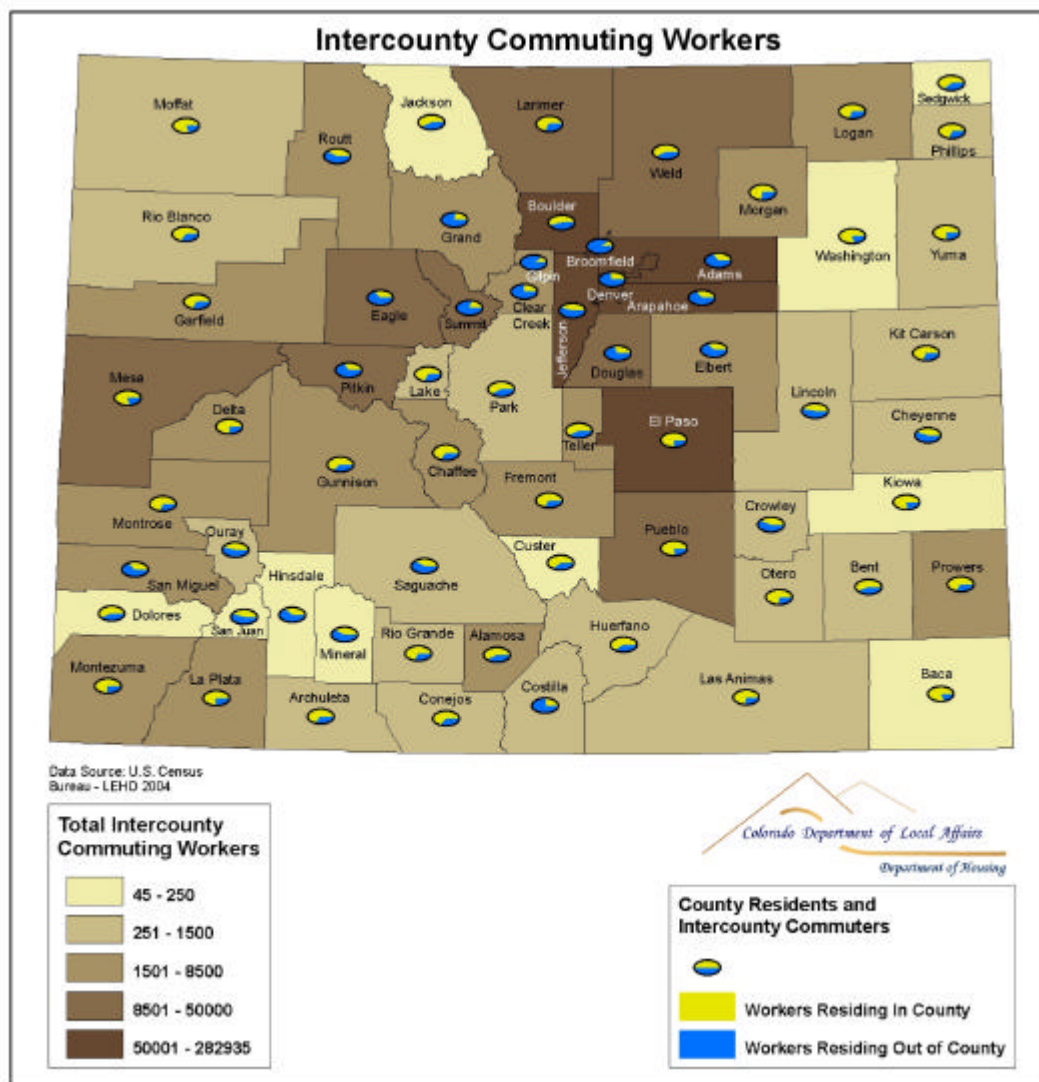 Intercounty Commuting Workers
Moffat
Jackson
Larimer
Sedgwick
Routt
Logan
Phillips
Weld
Boulder
Morgan
Rio Blanco
Grand
Washington
Yuma
Gilpin
Broomfield
Adams
Denver
Arapahoe
Garfield
Eagle
Summit
Clear
Creek
Jefferson
Kit Carson
Douglas
Elbert
Mesa
Pitkin
Lake
Park
Lincoln
Delta
Cheyenne
El Paso
Teller
Gunnison
Chaffee
Fremont
Kiowa
Montrose
Crowley
Ouray
Pueblo
Custer
San Miguel
Hinsdale
Saguache
Otero
Bent
Prowers
Dolores
San Juan
Mineral
Rio Grande
Alamosa
Huerfano
Montezuma
La Plata
Las Animas
Baca
Archuleta
Conejos
Costilla
Data Source: U.S. Census
Bureau - LEHD 2004
Total Intercounty
Commuting Workers
45 - 250
251 - 1500
1501 - 8500
8501 - 50000
50001 - 282935
Colorado Department of Local Affairs
Department of Housing
County Residents and
Intercounty Commuters
Workers Residing In County
Workers Residing Out of County